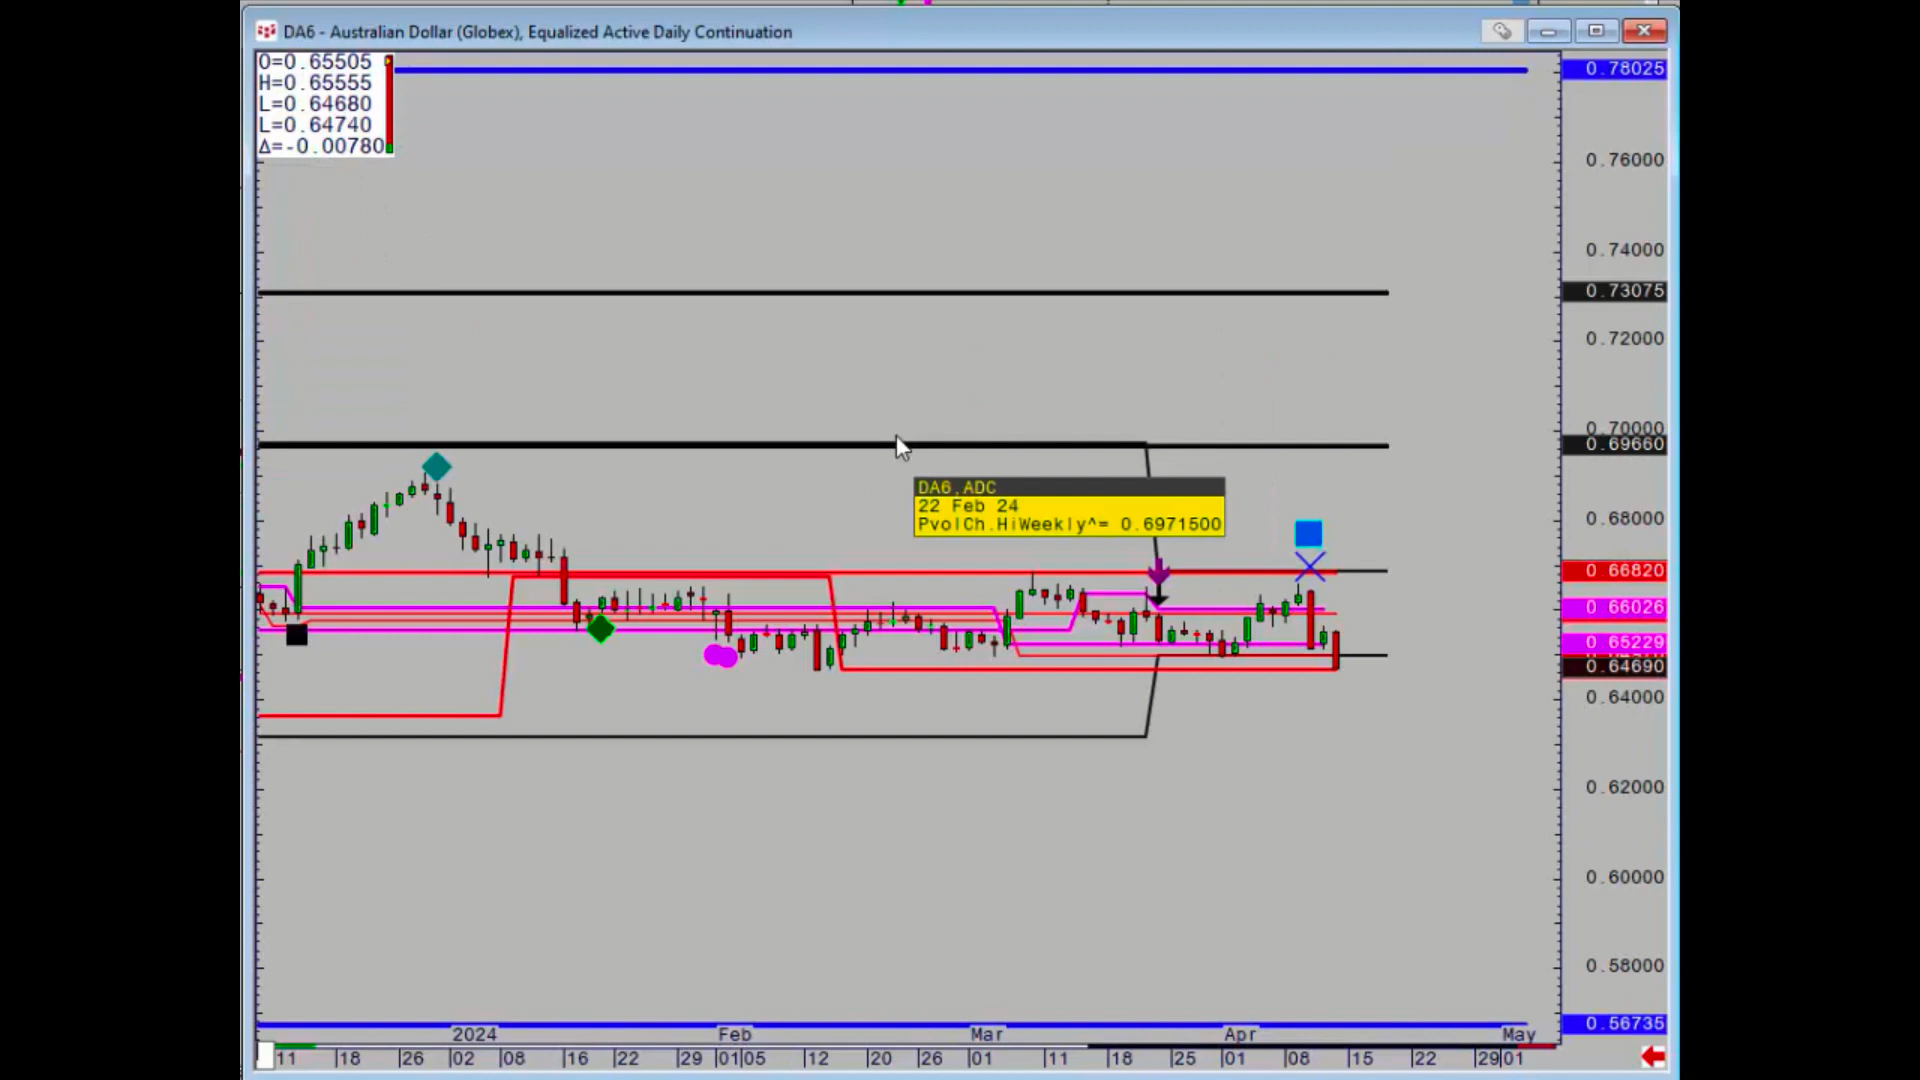 DA6 - Australian Dollar (Globex), Equalized Active Daily Continuation
O=0.65505
H=0.65555
L=0.64680
L=0.64740
Δ=-0.00780
0.78025
0.76000
0.74000
0.73075
0.72000
0.70000
0.69660
DA6,ADC
22 Feb 24
PvolCh.HiWeekly^= 0.6971500
0.68000
0.66820
0.66026
0.65229
0.64690
0.64000
0.62000
0.60000
0.58000
0.56735
2024 Feb Mar Apr May
11 18 26 02 08 16 22 29 01 05 12 20 26 01 11 18 25 01 08 15 22 29 01